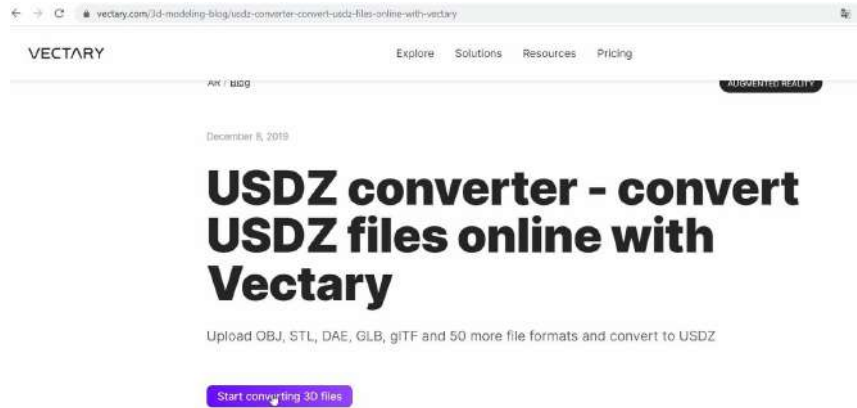 vectary.com/3d-modeling-blog/usdz-converter-convert-usdz-files-online-with-vectary
VECTARY Explore Solutions Resources Pricing
AR / Blog AUGMENTED REALITY
December 8, 2019
USDZ converter - convert
USDZ files online with
Vectary
Upload OBJ, STL, DAE, GLB, glTF and 50 more file formats and convert to USDZ
Start converting 3D files